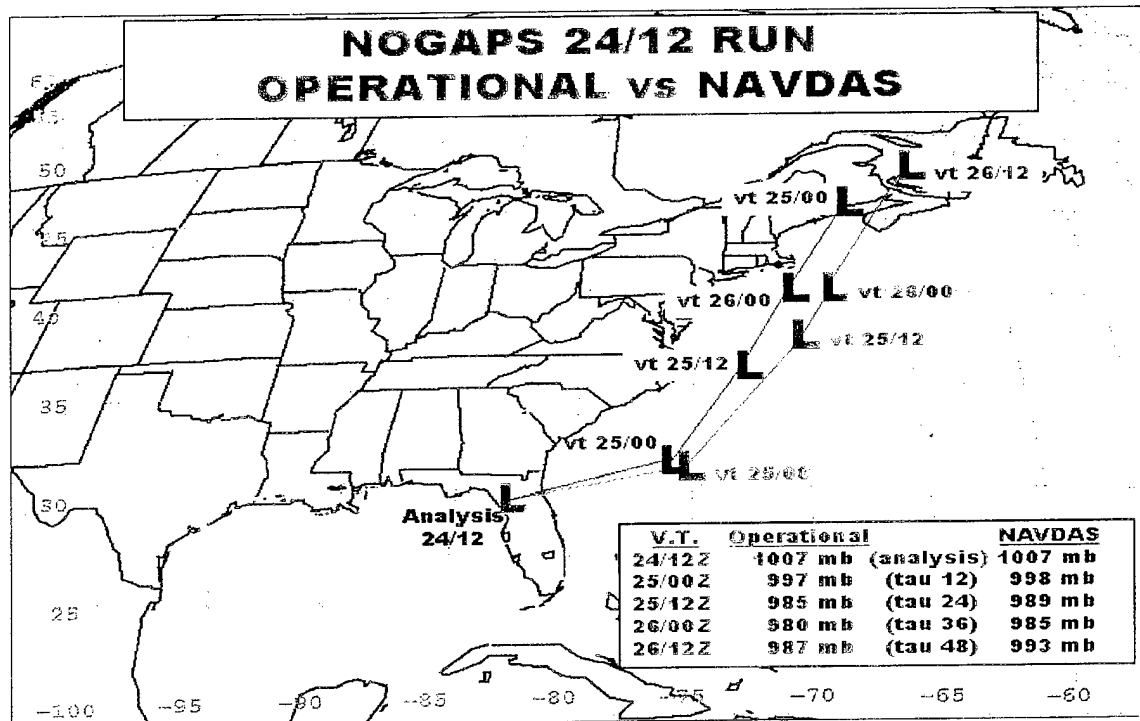 NOGAPS 24/12 RUN
OPERATIONAL vs NAVDAS
50
vt 26/12
vt 25/00
45
vt 26/00
vt 26/00
40
vt 25/12
vt 25/12
35
vt 25/00
vt 25/00
30
Analysis
24/12
V.T. Operational NAVDAS
24/12Z 1007 mb (analysis) 1007 mb
25/00Z 997 mb (tau 12) 998 mb
25/12Z 985 mb (tau 24) 989 mb
26/00Z 980 mb (tau 36) 985 mb
26/12Z 987 mb (tau 48) 993 mb
25
-100 -95 -90 -85 -80 -75 -70 -65 -60